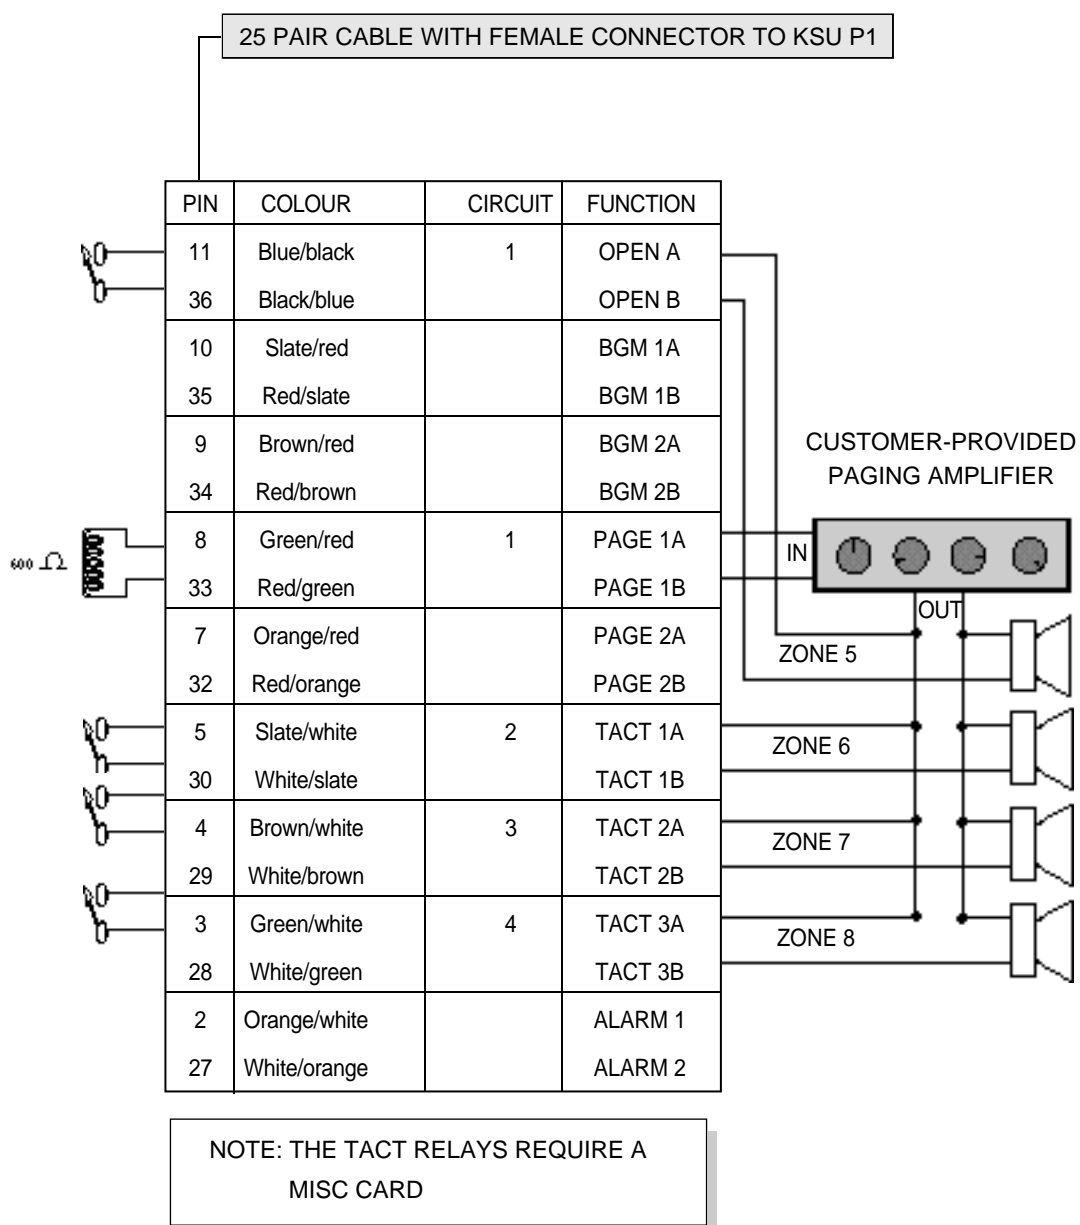 25 PAIR CABLE WITH FEMALE CONNECTOR TO KSU P1
PIN COLOUR CIRCUIT FUNCTION
11 Blue/black 1 OPEN A
36 Black/blue OPEN B
10 Slate/red BGM 1A
35 Red/slate BGM 1B
9 Brown/red BGM 2A
34 Red/brown BGM 2B
8 Green/red 1 PAGE 1A
33 Red/green PAGE 1B
7 Orange/red PAGE 2A
32 Red/orange PAGE 2B
5 Slate/white 2 TACT 1A
30 White/slate TACT 1B
4 Brown/white 3 TACT 2A
29 White/brown TACT 2B
3 Green/white 4 TACT 3A
28 White/green TACT 3B
2 Orange/white ALARM 1
27 White/orange ALARM 2
600 Ω
CUSTOMER-PROVIDED
PAGING AMPLIFIER
IN
OUT
ZONE 5
ZONE 6
ZONE 7
ZONE 8
NOTE: THE TACT RELAYS REQUIRE A
MISC CARD